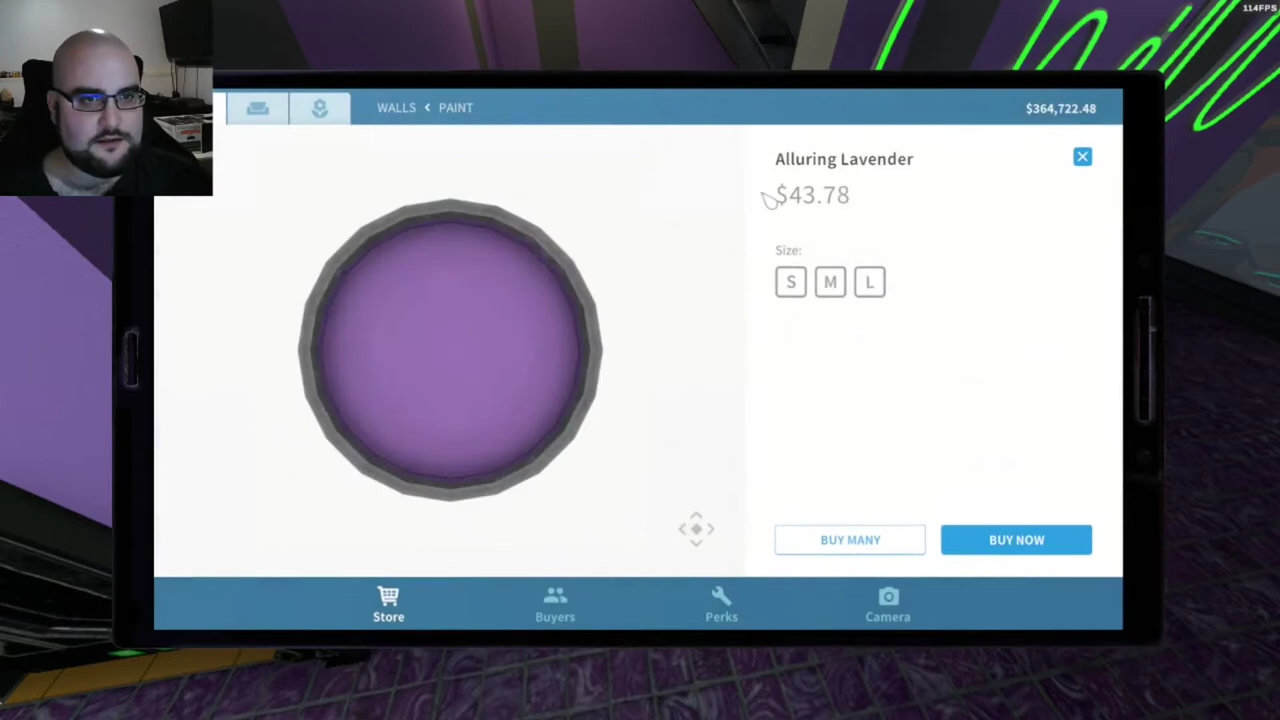 114FPS
WALLS < PAINT
$364,722.48
Alluring Lavender
$43.78
Size:
S M L
BUY MANY
BUY NOW
Store
Buyers
Perks
Camera